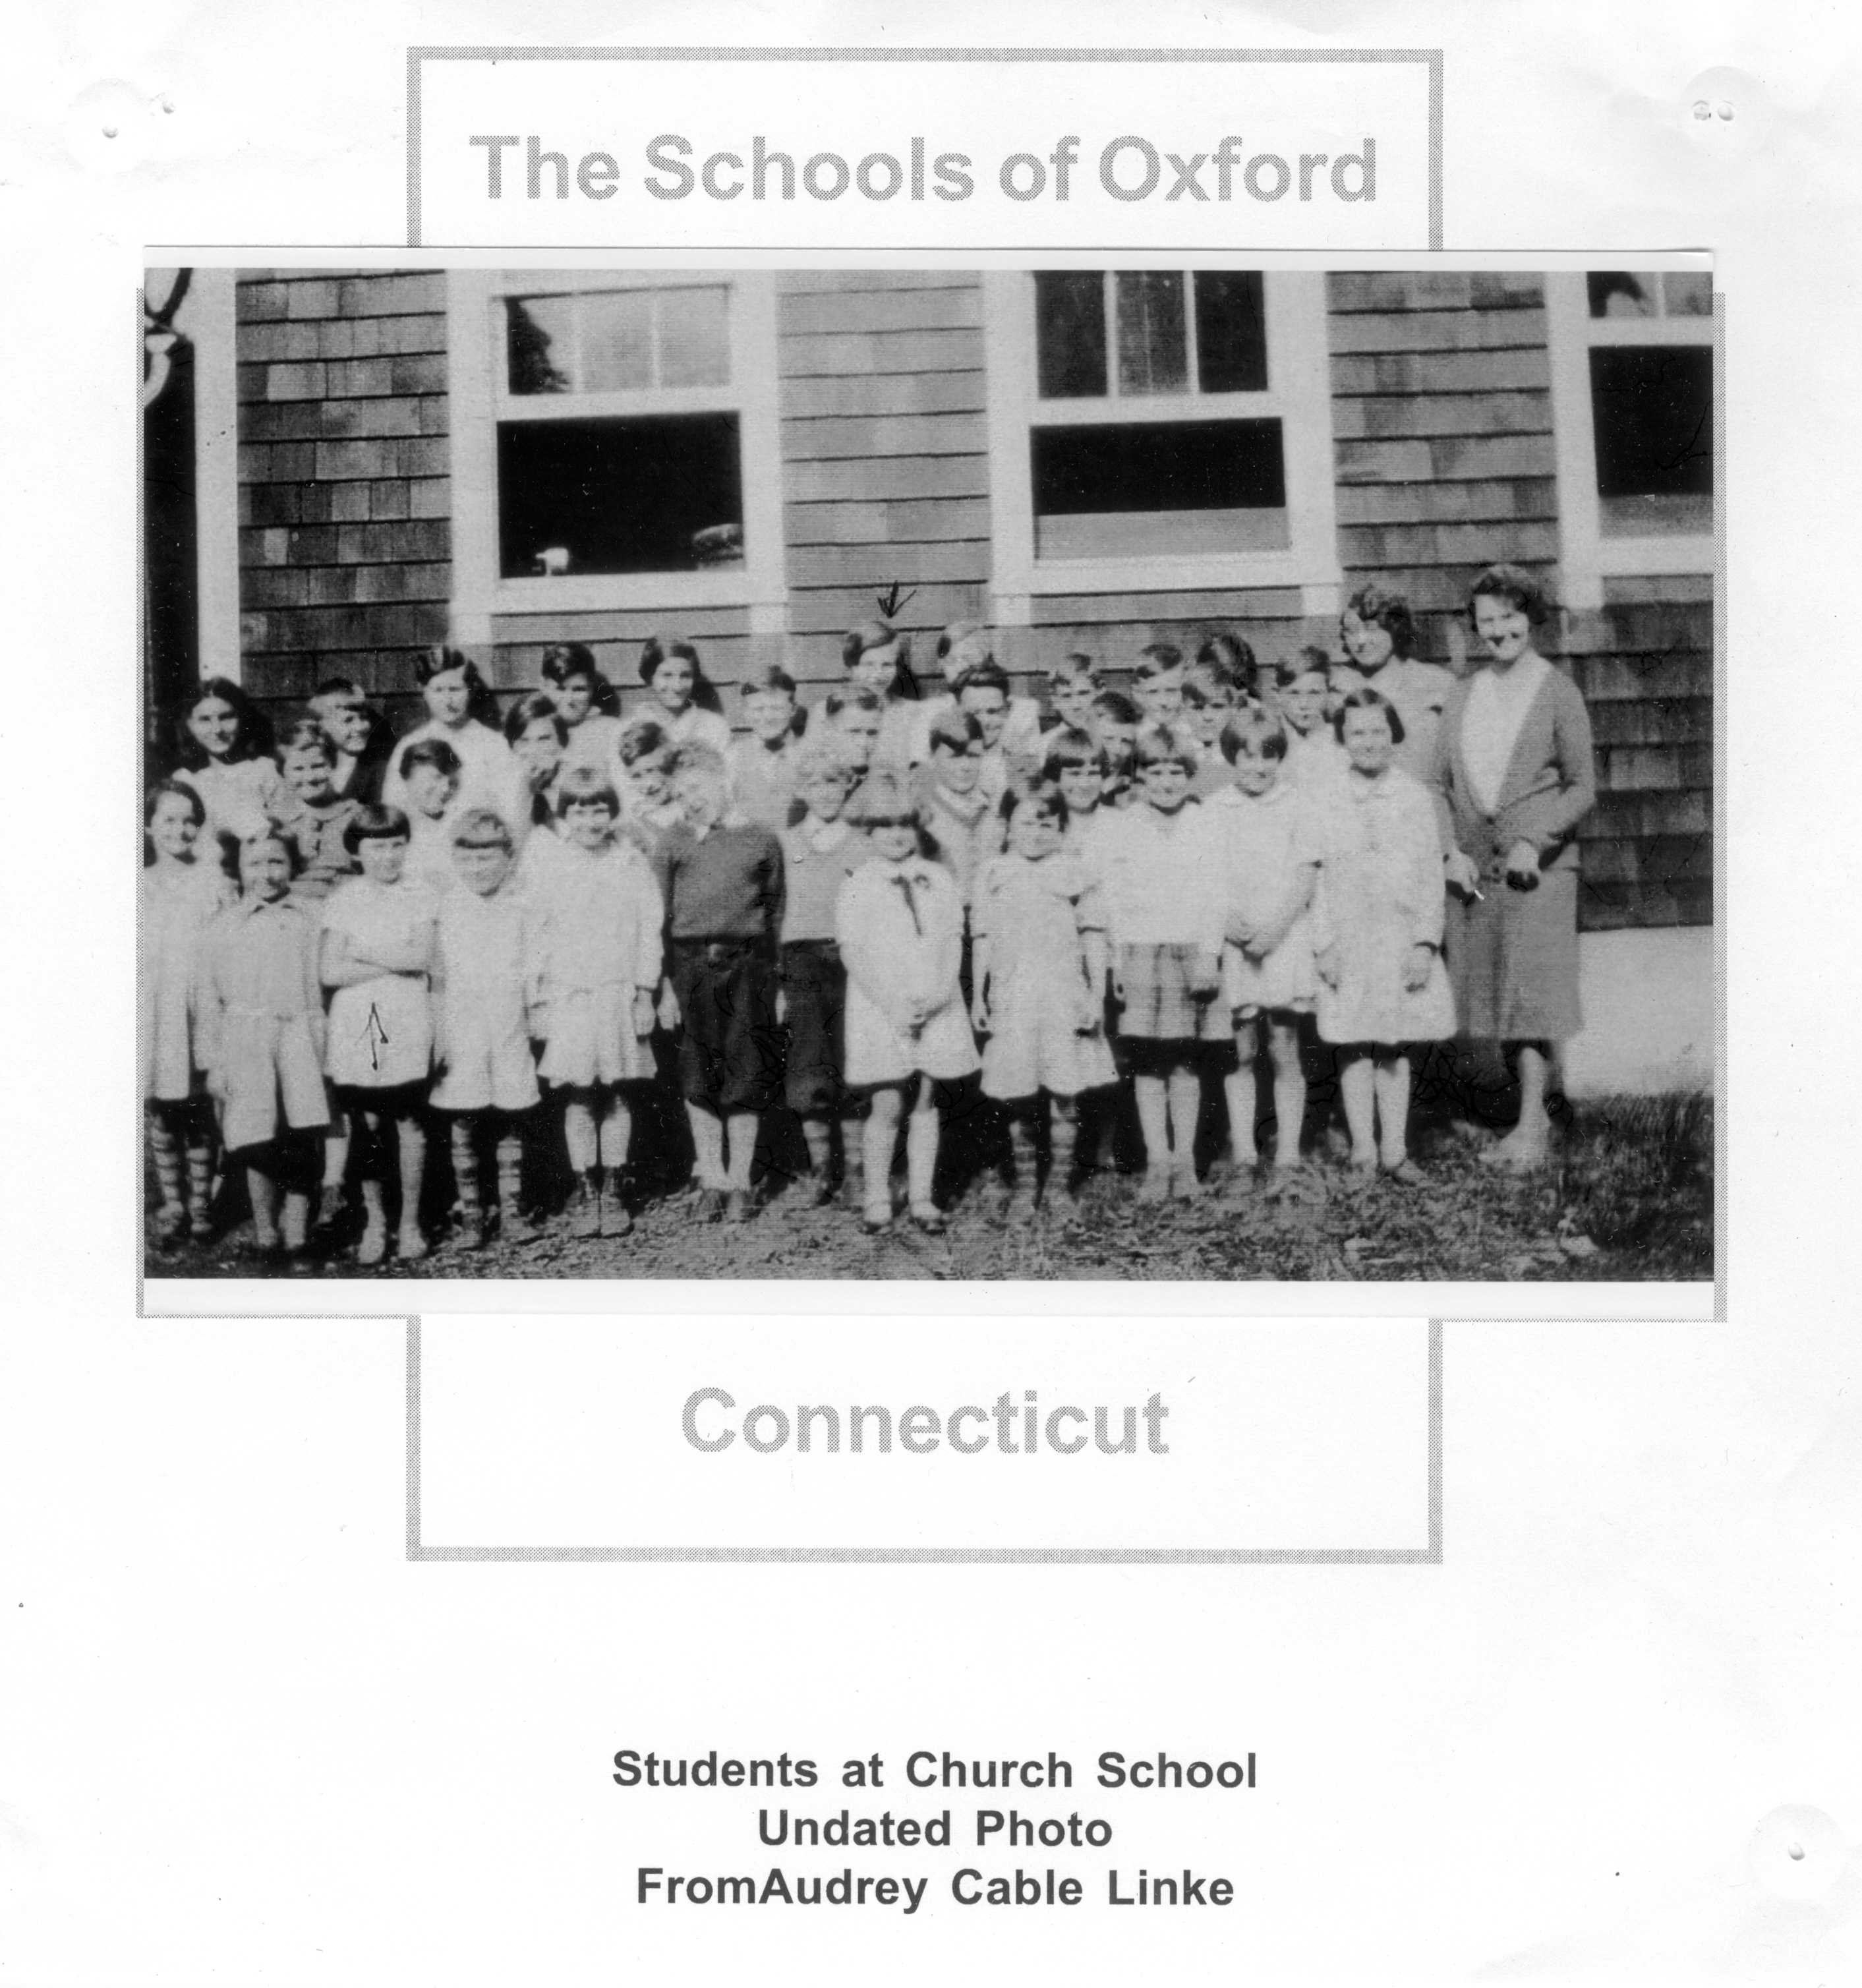 The Schools of Oxford
Connecticut
Students at Church School
Undated Photo
FromAudrey Cable Linke